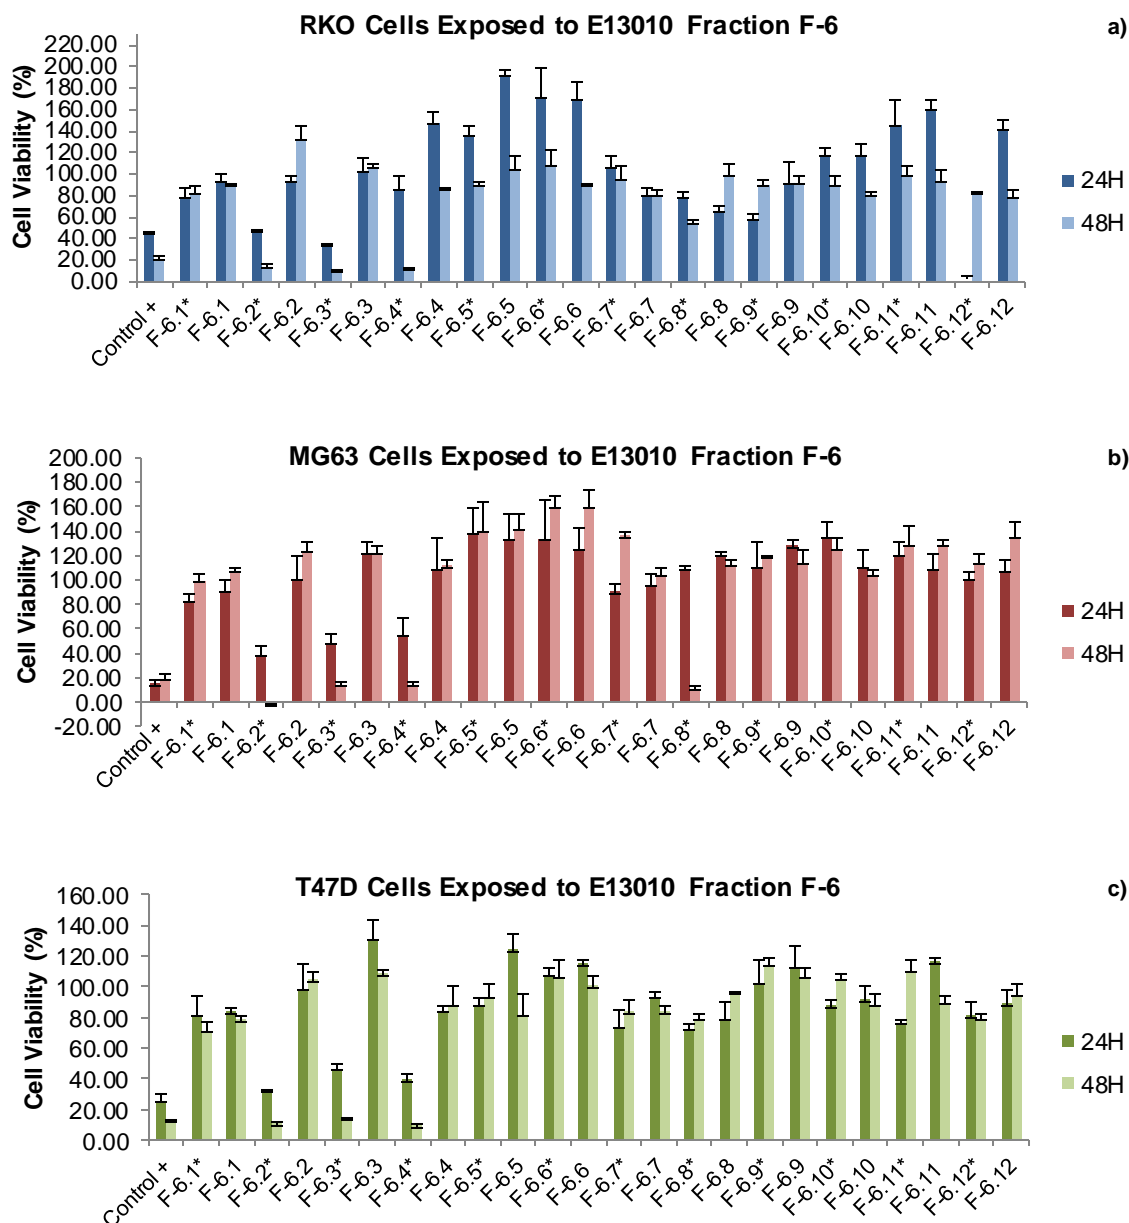 RKO Cells Exposed to E13010 Fraction F-6
a)
Cell Viability (%)
220.00
200.00
180.00
160.00
140.00
120.00
100.00
80.00
60.00
40.00
20.00
0.00
Control +
F-6.1*
F-6.1
F-6.2*
F-6.2
F-6.3*
F-6.3
F-6.4*
F-6.4
F-6.5*
F-6.5
F-6.6*
F-6.6
F-6.7*
F-6.7
F-6.8*
F-6.8
F-6.9*
F-6.9
F-6.10*
F-6.10
F-6.11*
F-6.11
F-6.12*
F-6.12
24H
48H
MG63 Cells Exposed to E13010 Fraction F-6
b)
Cell Viability (%)
200.00
180.00
160.00
140.00
120.00
100.00
80.00
60.00
40.00
20.00
0.00
-20.00
Control +
F-6.1*
F-6.1
F-6.2*
F-6.2
F-6.3*
F-6.3
F-6.4*
F-6.4
F-6.5*
F-6.5
F-6.6*
F-6.6
F-6.7*
F-6.7
F-6.8*
F-6.8
F-6.9*
F-6.9
F-6.10*
F-6.10
F-6.11*
F-6.11
F-6.12*
F-6.12
24H
48H
T47D Cells Exposed to E13010 Fraction F-6
c)
Cell Viability (%)
160.00
140.00
120.00
100.00
80.00
60.00
40.00
20.00
0.00
Control +
F-6.1*
F-6.1
F-6.2*
F-6.2
F-6.3*
F-6.3
F-6.4*
F-6.4
F-6.5*
F-6.5
F-6.6*
F-6.6
F-6.7*
F-6.7
F-6.8*
F-6.8
F-6.9*
F-6.9
F-6.10*
F-6.10
F-6.11*
F-6.11
F-6.12*
F-6.12
24H
48H